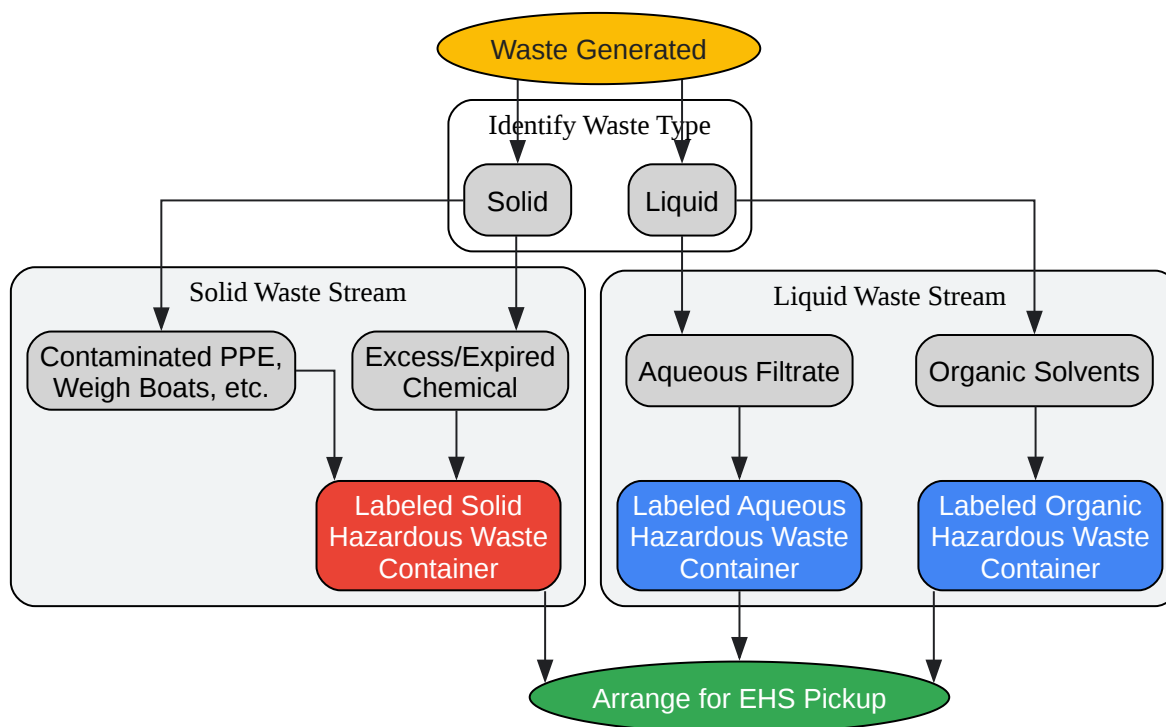 Waste Generated
Identify Waste Type
Solid
Liquid
Solid Waste Stream
Liquid Waste Stream
Contaminated PPE,
Weigh Boats, etc.
Excess/Expired
Chemical
Aqueous Filtrate
Organic Solvents
Labeled Solid
Hazardous Waste
Container
Labeled Aqueous
Hazardous Waste
Container
Labeled Organic
Hazardous Waste
Container
Arrange for EHS Pickup